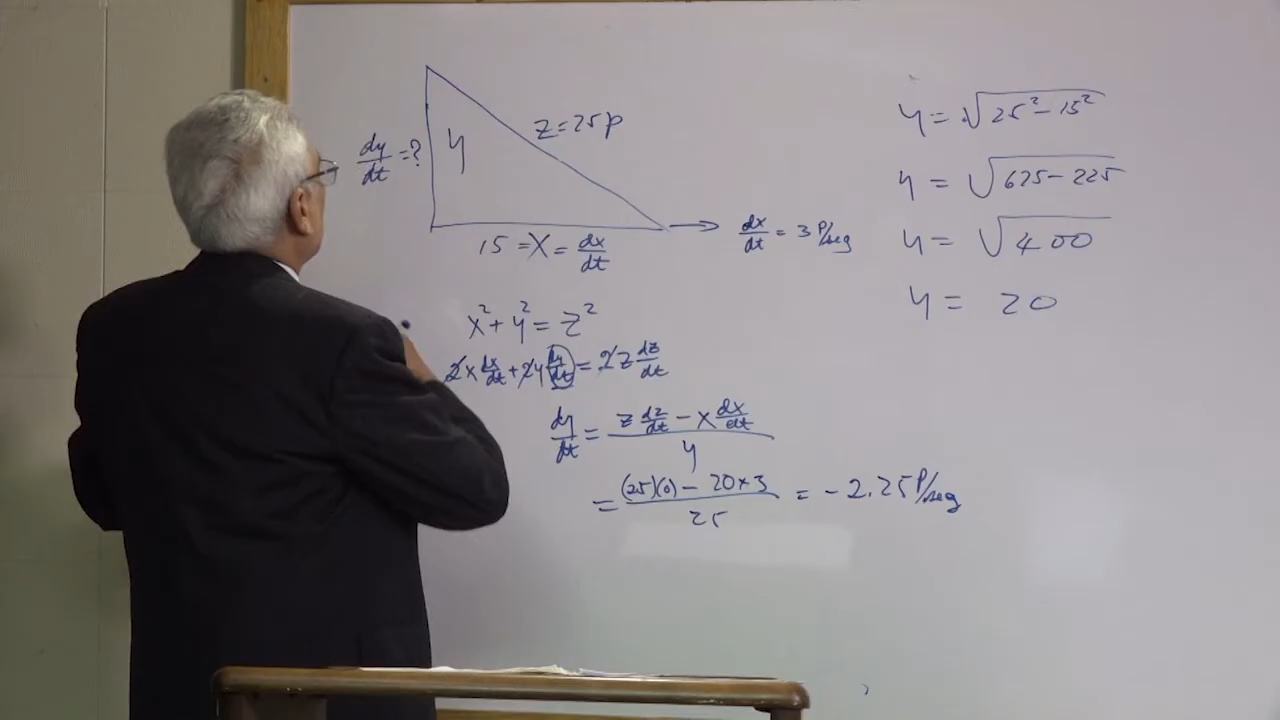 z=25p
dy/dt =?
y
15 = X = dx/dt
dx/dt = 3 P/seg
x² + y² = z²
2x dx/dt + 2y dy/dt = 2z dz/dt
dy/dt = (z dz/dt - x dx/dt) / y
= ((25)(0) - 20×3) / 25 = -2.25 P/seg
y = √(25² - 15²)
y = √(625 - 225)
y = √400
y = 20